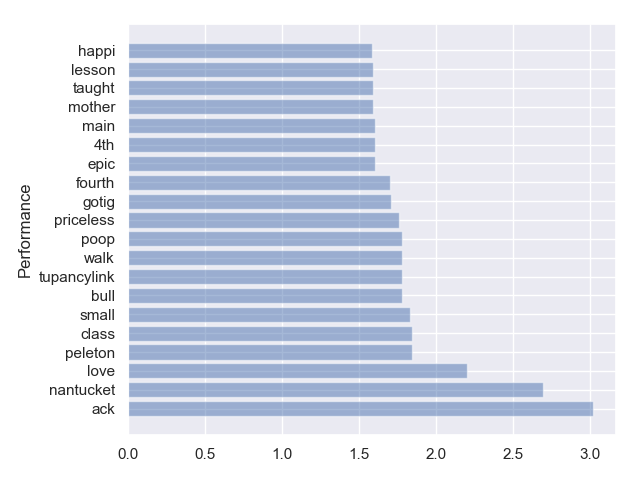 happi
lesson
taught
mother
main
4th
epic
fourth
gotig
priceless
poop
walk
tupancylink
bull
small
class
peleton
love
nantucket
ack
Performance
0.0 0.5 1.0 1.5 2.0 2.5 3.0